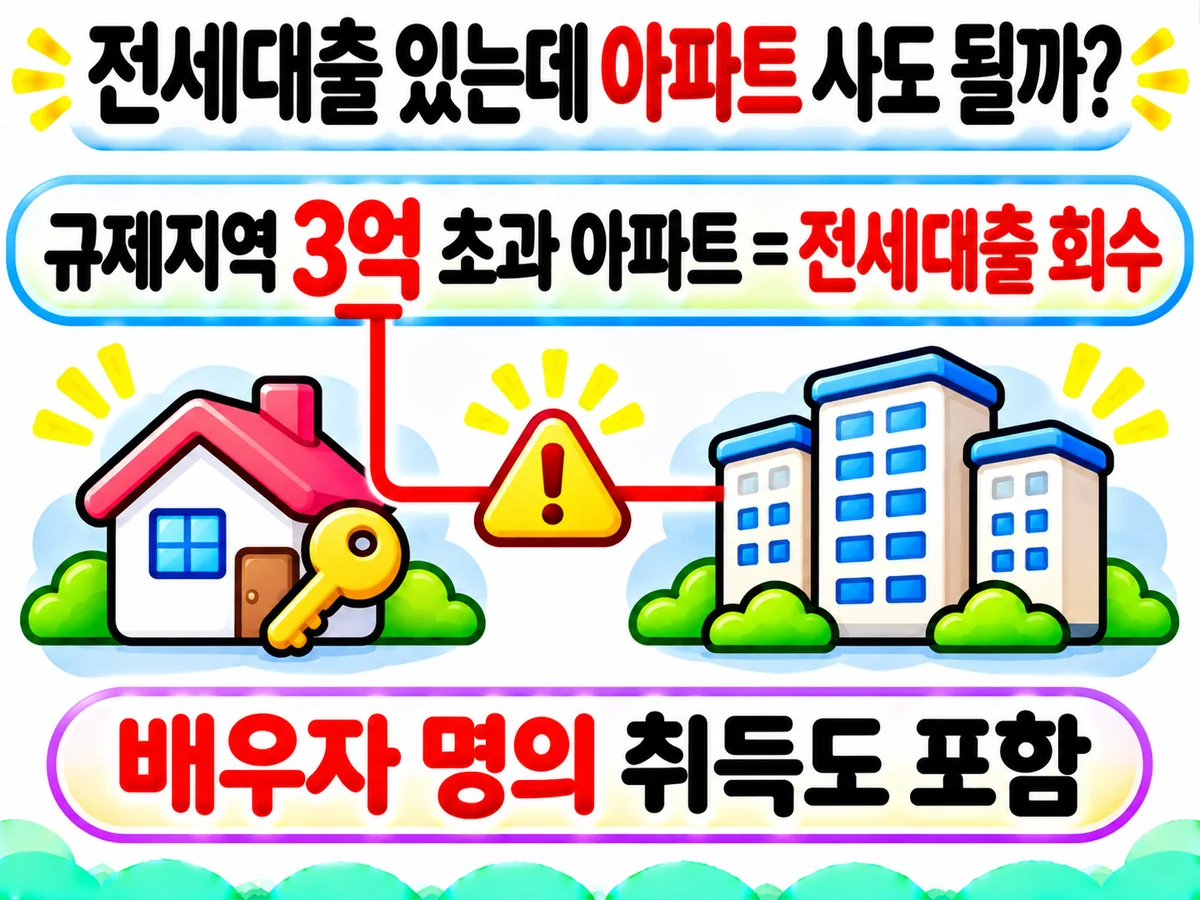 전세대출 있는데 아파트 사도 될까?
규제지역 3억 초과 아파트 = 전세대출 회수
배우자 명의 취득도 포함